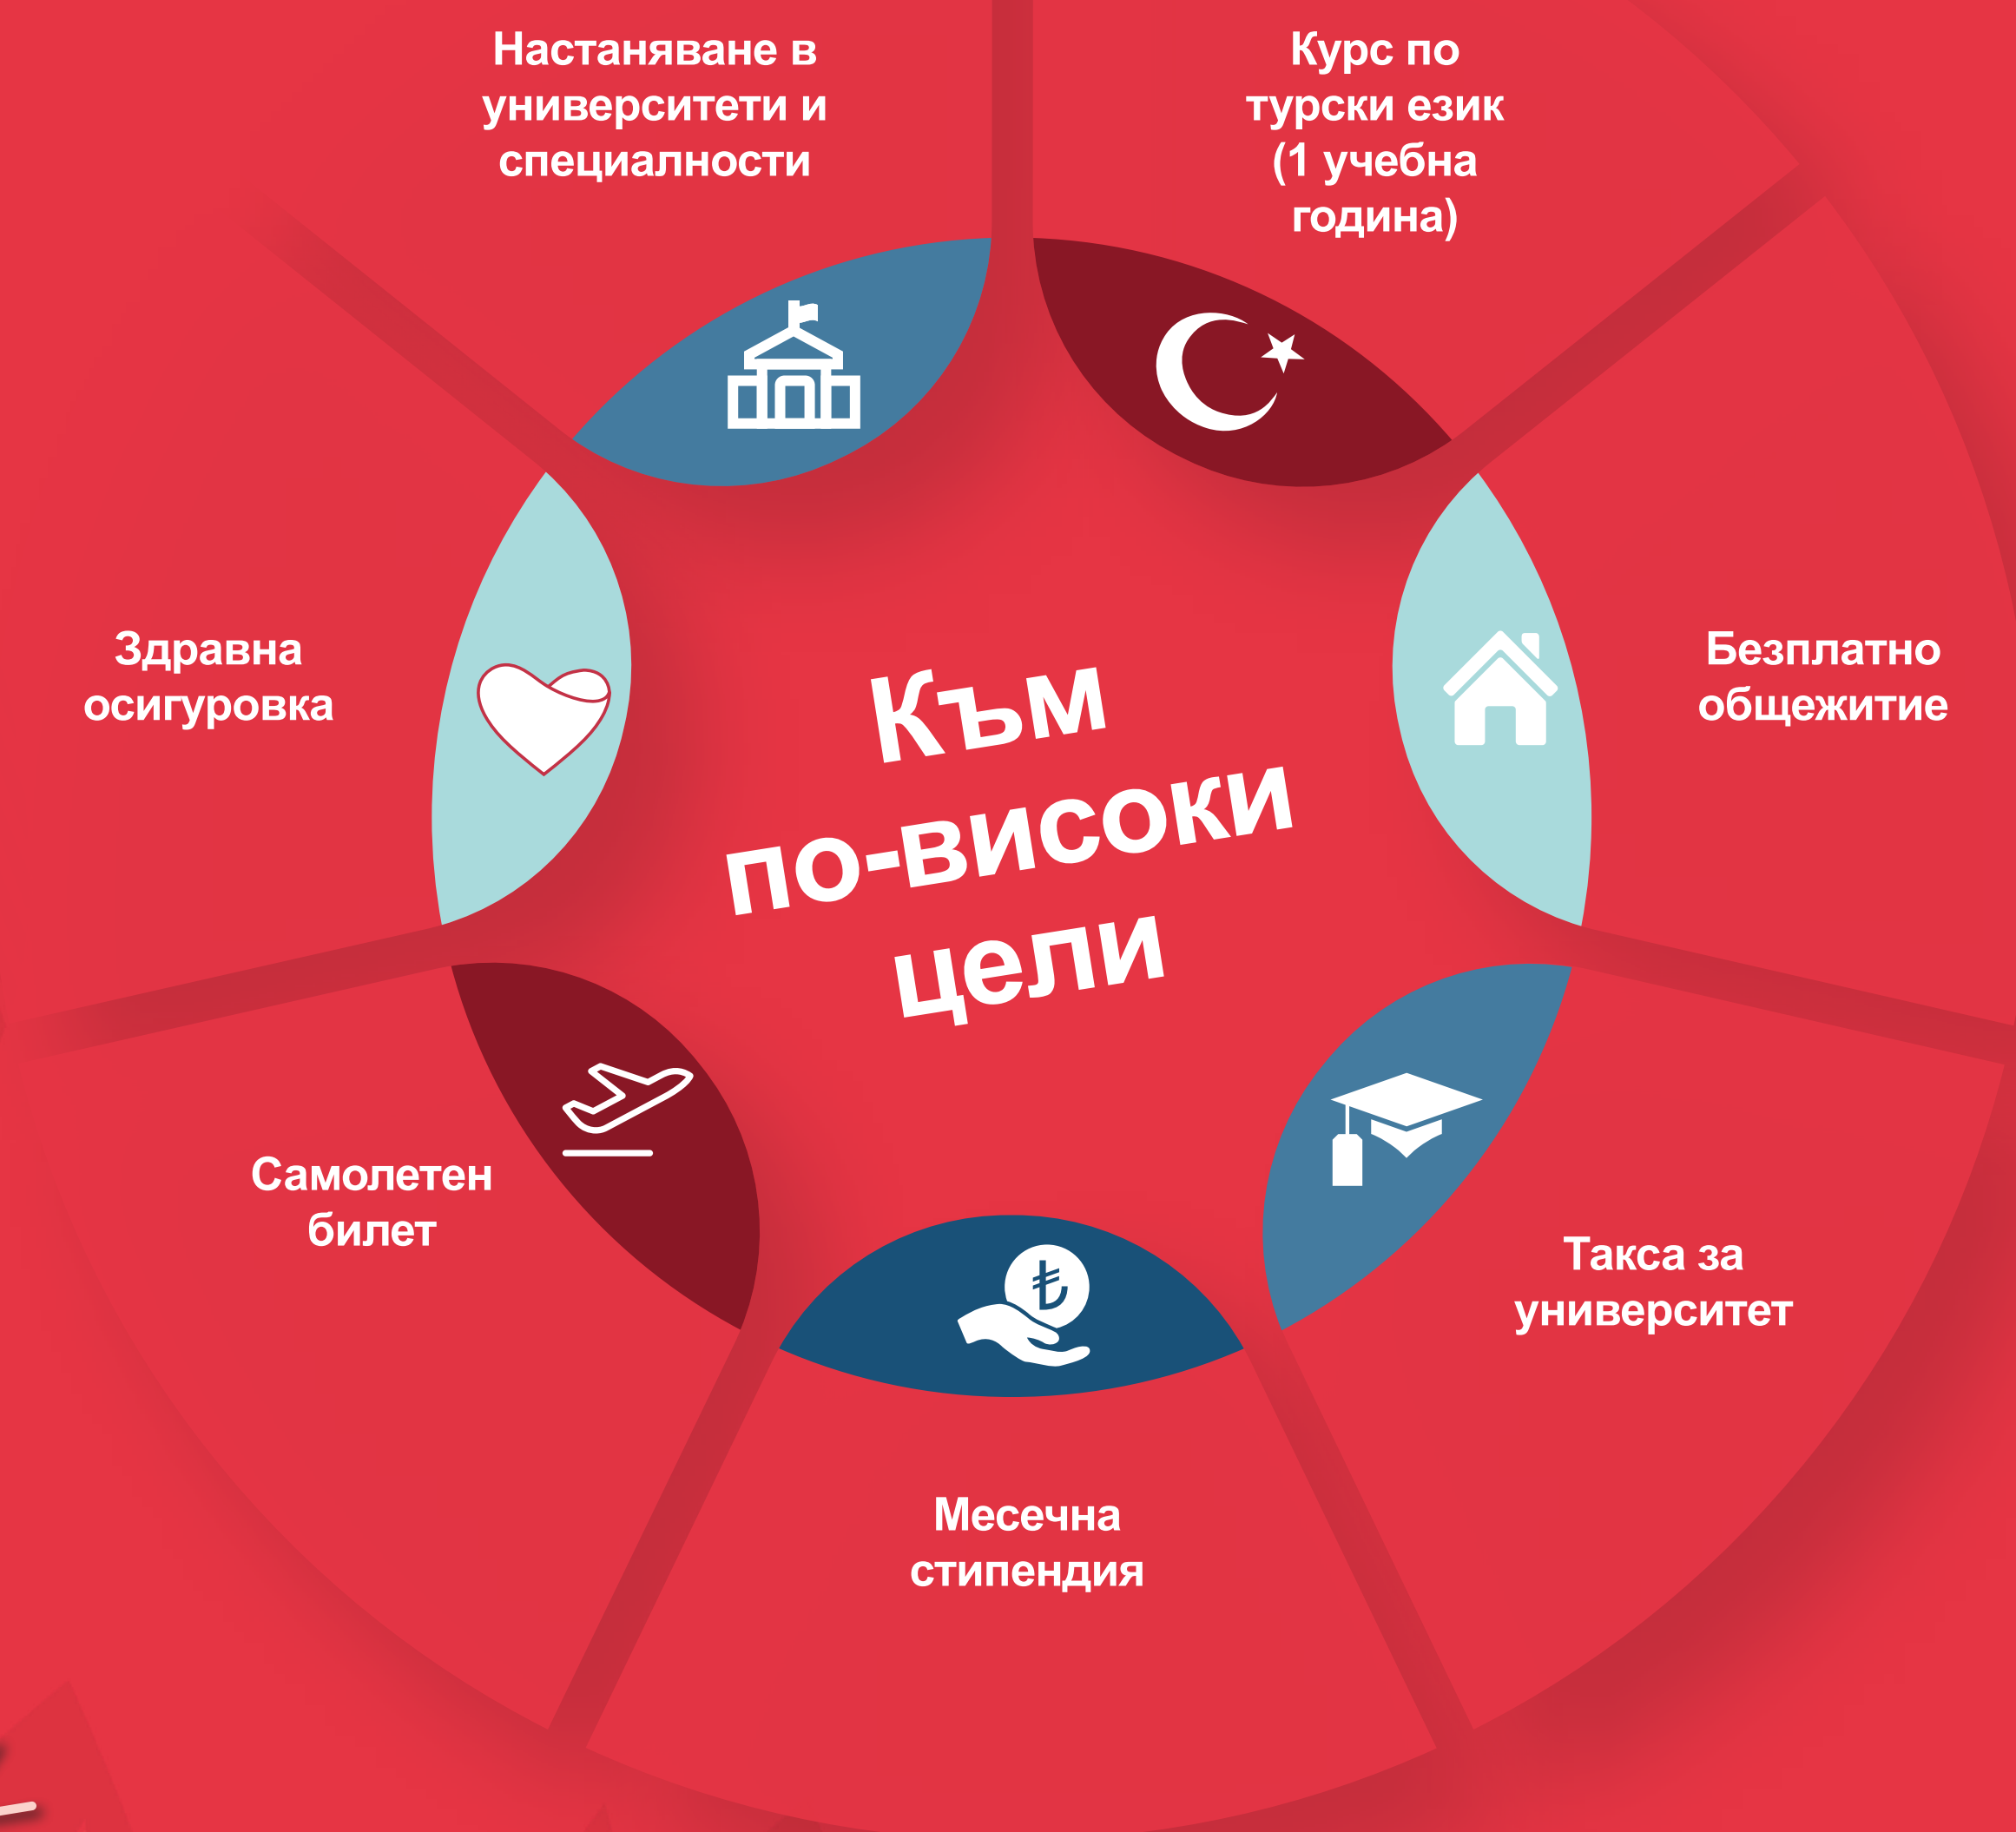 Настаняване в
университети и
специалности
Курс по
турски език
(1 учебна
година)
Здравна
осигуровка
Безплатно
общежитие
Към
по-високи
цели
Самолетен
билет
Такса за
университет
Месечна
стипендия